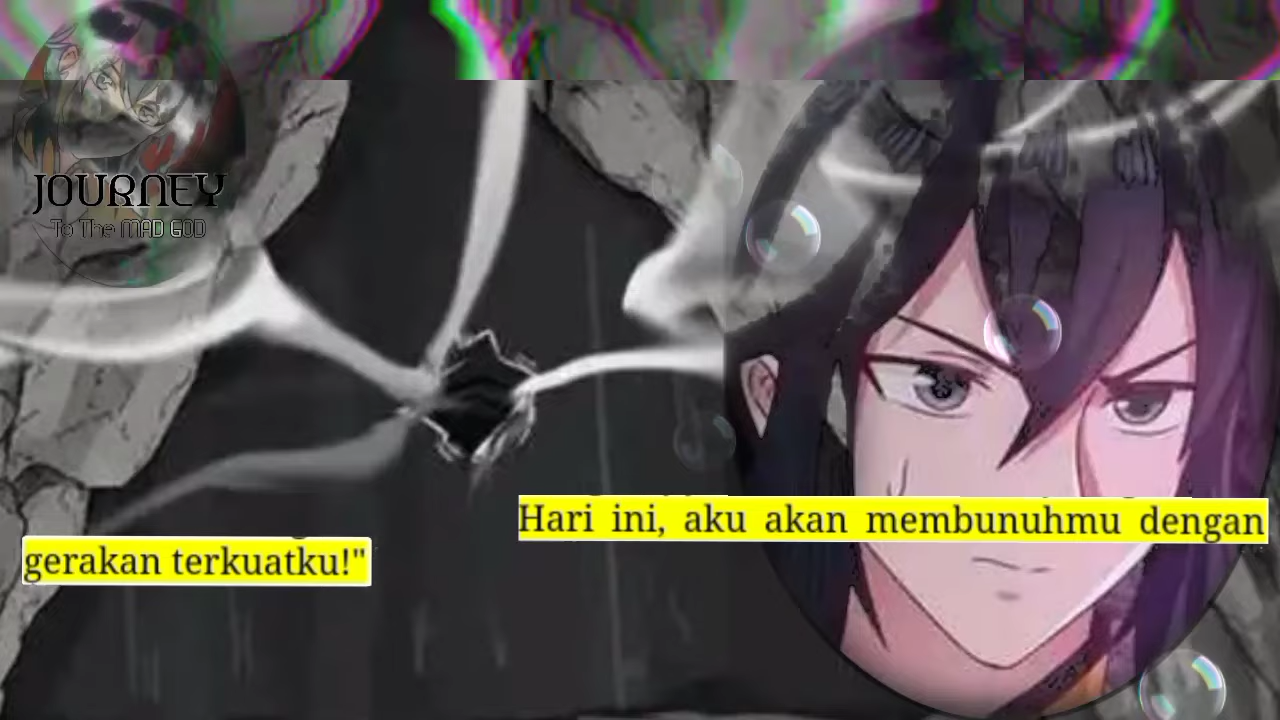 JOURNEY
To The MAD GOD
Hari ini, aku akan membunuhmu dengan
gerakan terkuatku!"